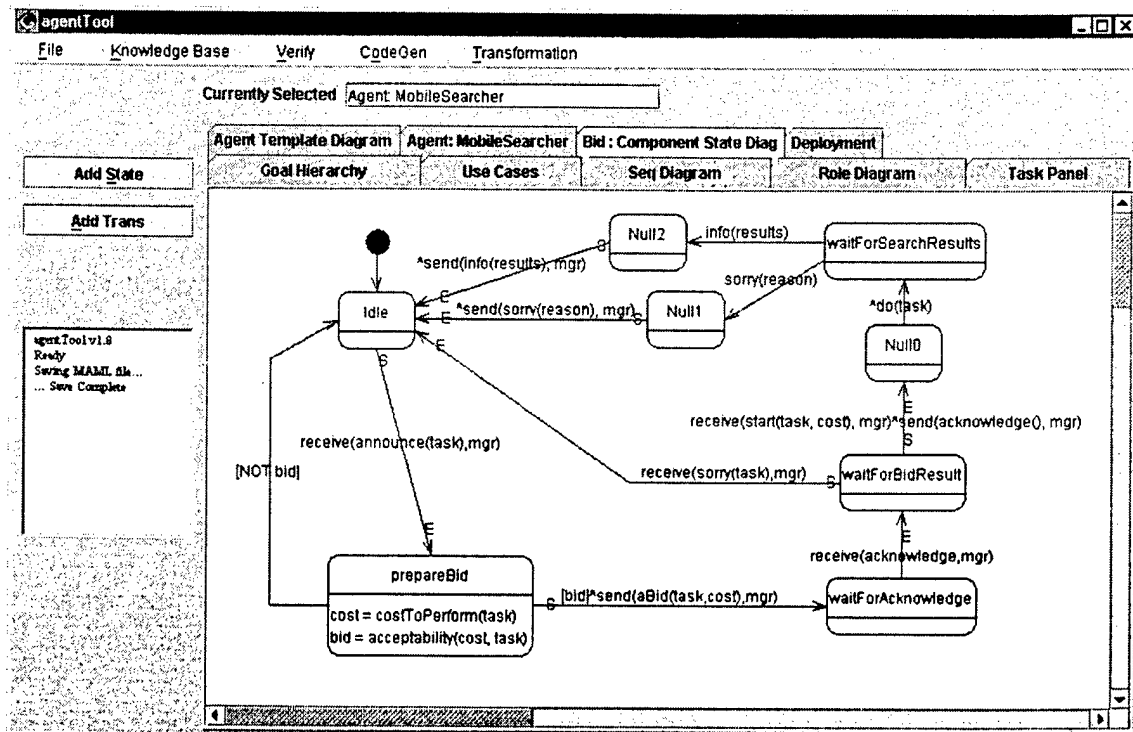 agentTool
File Knowledge Base Verify CodeGen Transformation
Currently Selected Agent: MobileSearcher
Agent Template Diagram Agent: MobileSearcher Bid : Component State Diag Deployment
Goal Hierarchy Use Cases Seq Diagram Role Diagram Task Panel
Add State
Add Trans
agentTool v1.8
Ready
Saving MAML file...
... Save Complete
Null2
info(results)
waitForSearchResults
S
^send(info(results), mgr)
sorry(reason)
E
Idle
E
^send(sorry(reason), mgr)
S
Null1
^do(task)
E
S
Null0
E
receive(start(task, cost), mgr)^send(acknowledge(), mgr)
S
receive(announce(task),mgr)
[NOT bid]
receive(sorry(task),mgr)
S
waitForBidResult
E
E
receive(acknowledge,mgr)
prepareBid
cost = costToPerform(task)
bid = acceptability(cost, task)
S
[bid]^send(aBid(task,cost),mgr)
waitForAcknowledge